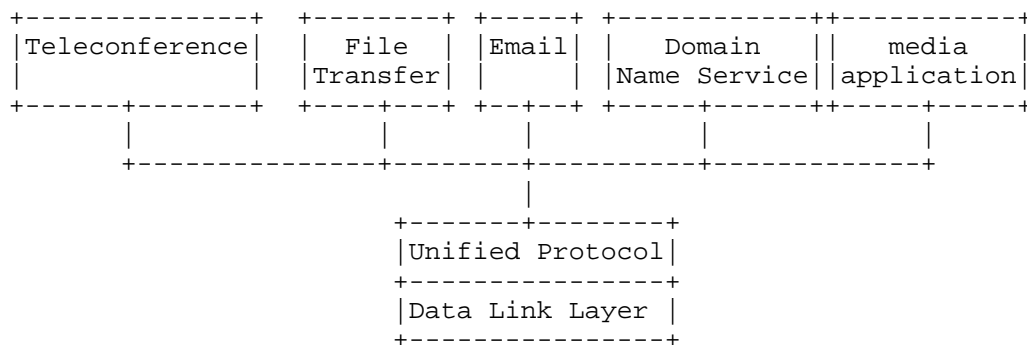 Teleconference File Email Domain media
Transfer Name Service application
Unified Protocol
Data Link Layer